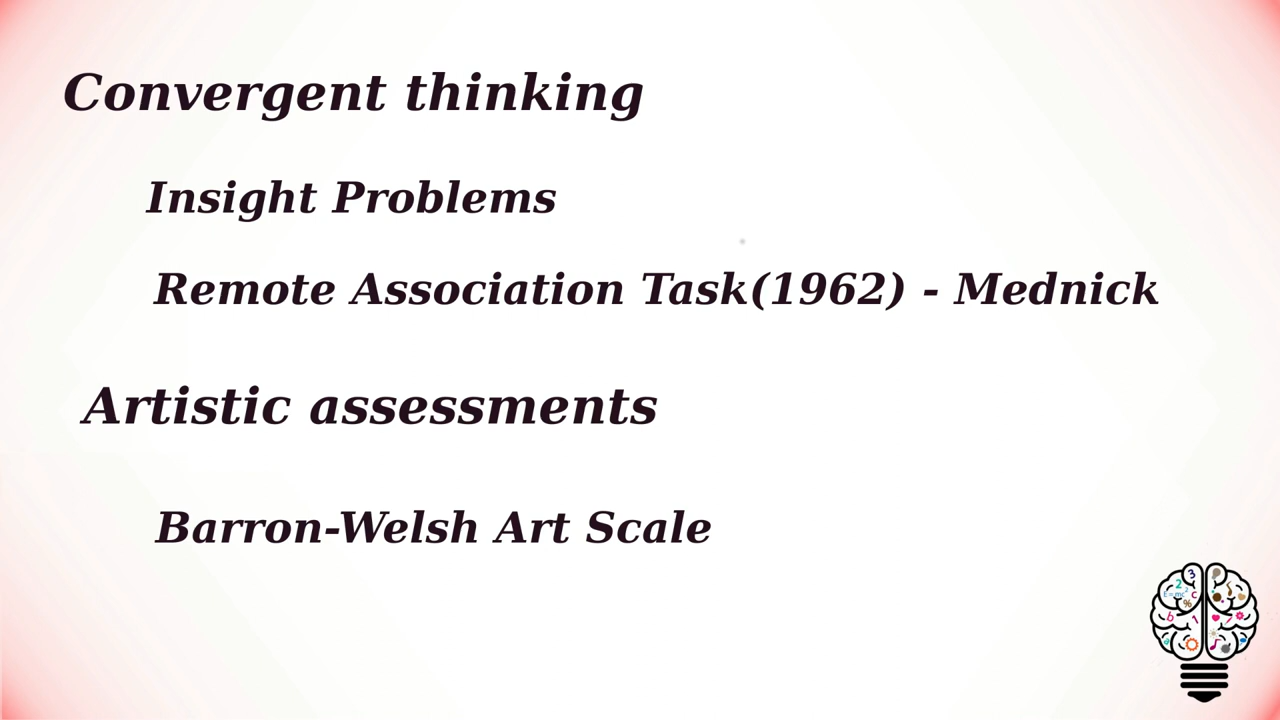 Convergent thinking
Insight Problems
Remote Association Task(1962) - Mednick
Artistic assessments
Barron-Welsh Art Scale